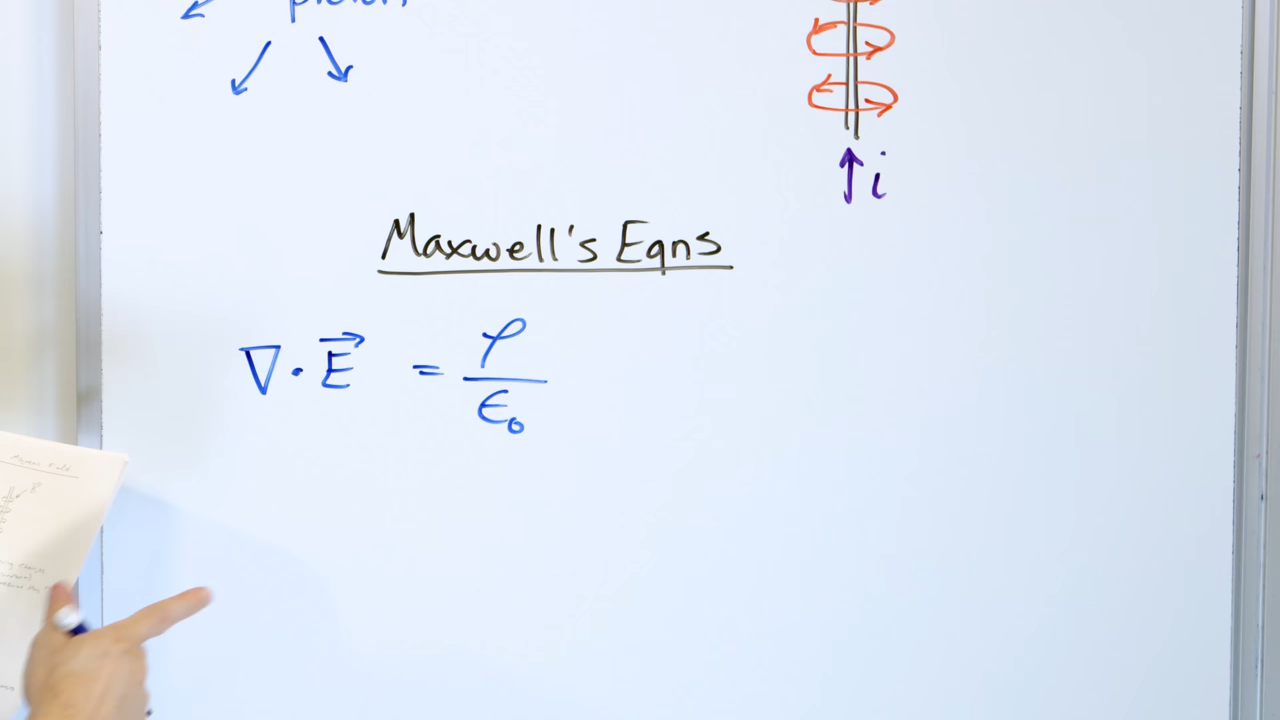 i
Maxwell's Eqns
∇ · E⃗ = ρ/ε₀